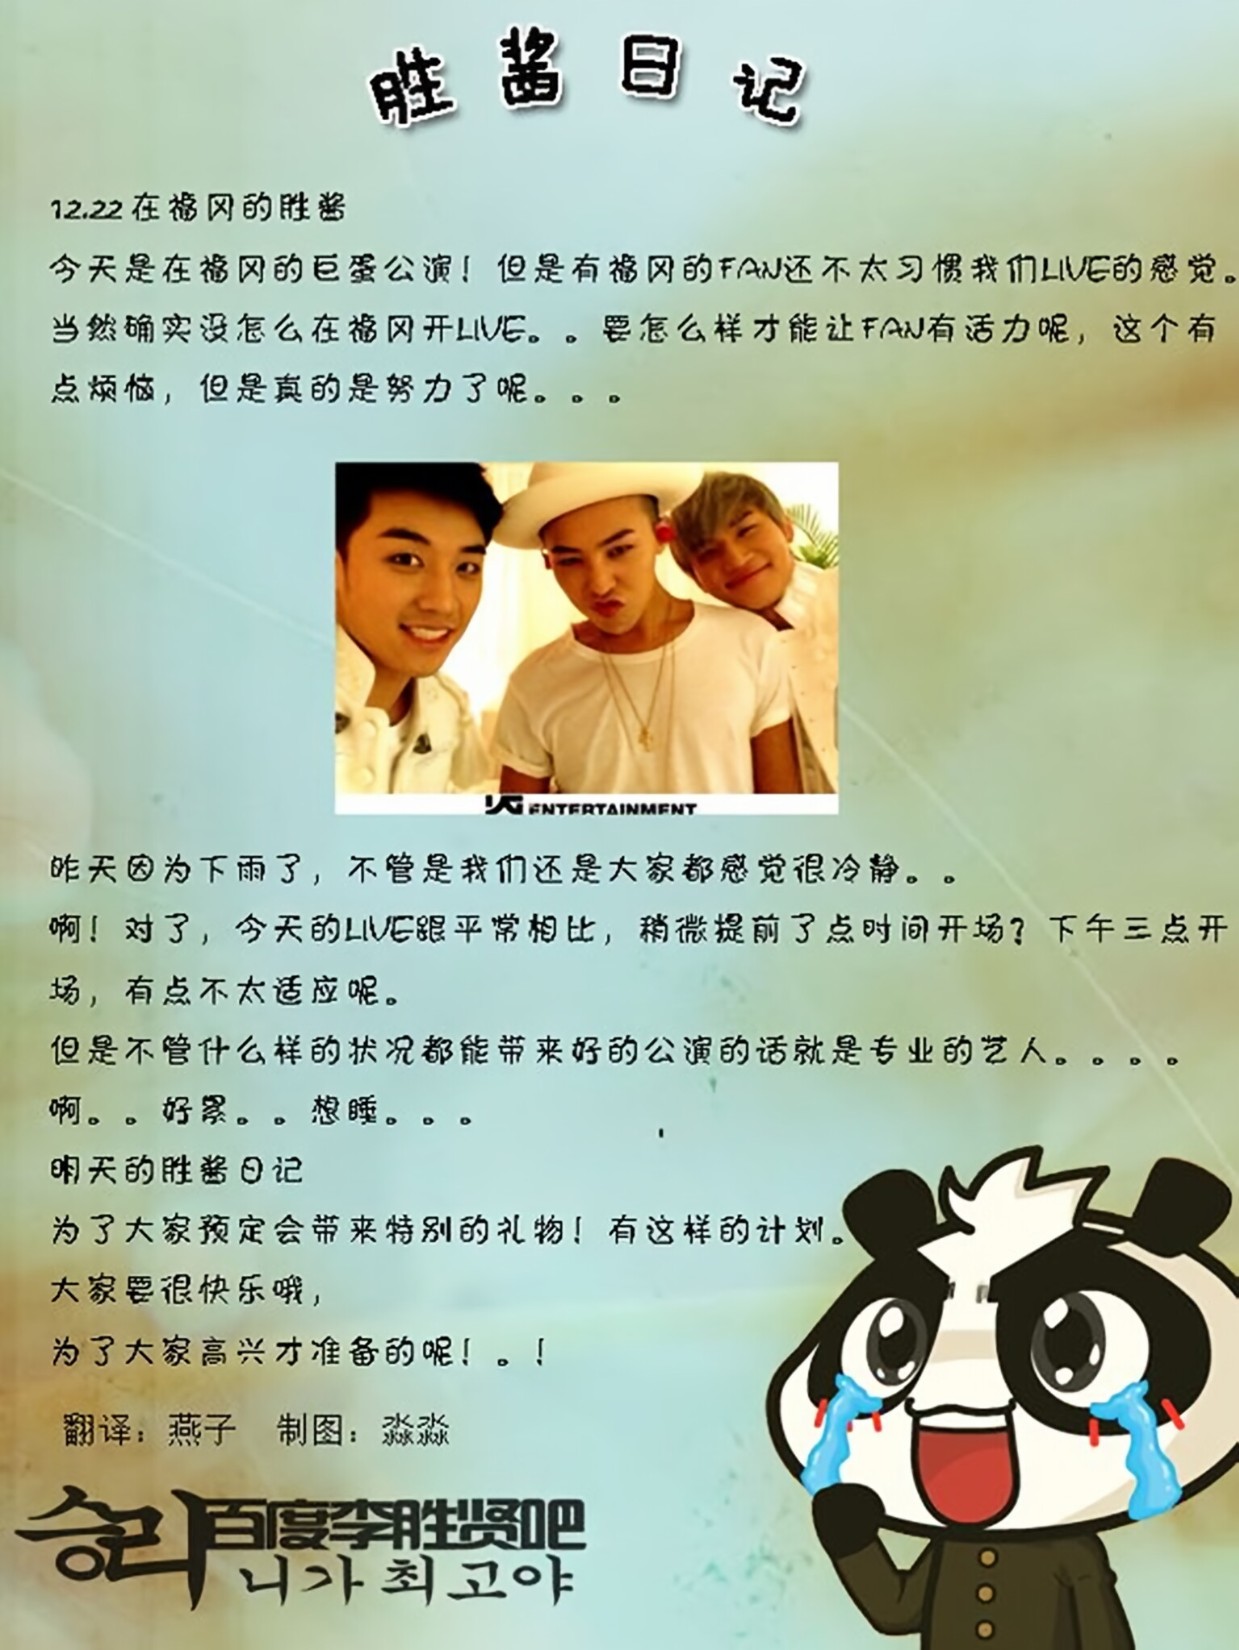 胜酱日记
12.22在福冈的胜酱
今天是在福冈的巨蛋公演！但是有福冈的FAN还不太习惯我们LIVE的感觉。
当然确实没怎么在福冈开LIVE。。要怎么样才能让FAN有活力呢，这个有
点烦恼，但是真的是努力了呢。。。
YG ENTERTAINMENT
昨天因为下雨了，不管是我们还是大家都感觉很冷静。。
啊！对了，今天的LIVE跟平常相比，稍微提前了点时间开场？下午三点开
场，有点不太适应呢。
但是不管什么样的状况都能带来好的公演的话就是专业的艺人。。。。
啊。。好累。。想睡。。。
明天的胜酱日记
为了大家预定会带来特别的礼物！有这样的计划。
大家要很快乐哦，
为了大家高兴才准备的呢！。！
翻译：燕子 制图：淼淼
승리 百度李胜贤吧
니가 최고야